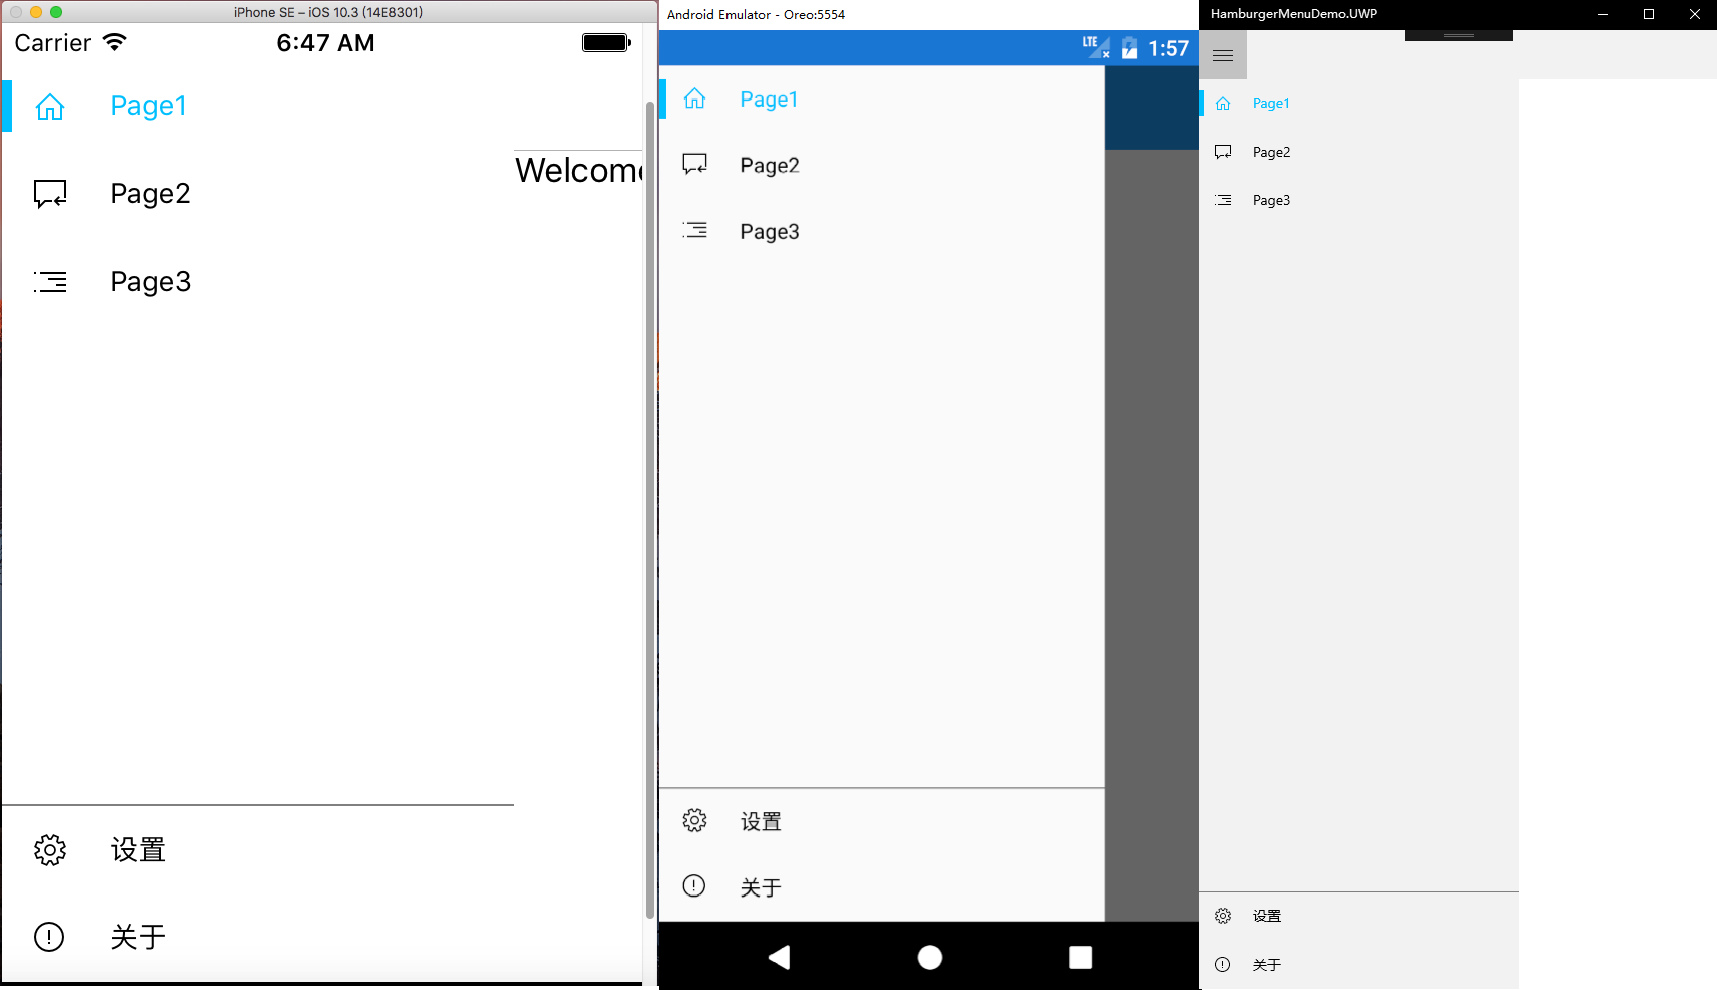 iPhone SE – iOS 10.3 (14E8301)
Carrier
6:47 AM
Page1
Welcome
Page2
Page3
设置
关于
Android Emulator - Oreo:5554
LTE
1:57
Page1
Page2
Page3
设置
关于
HamburgerMenuDemo.UWP
Page1
Page2
Page3
设置
关于